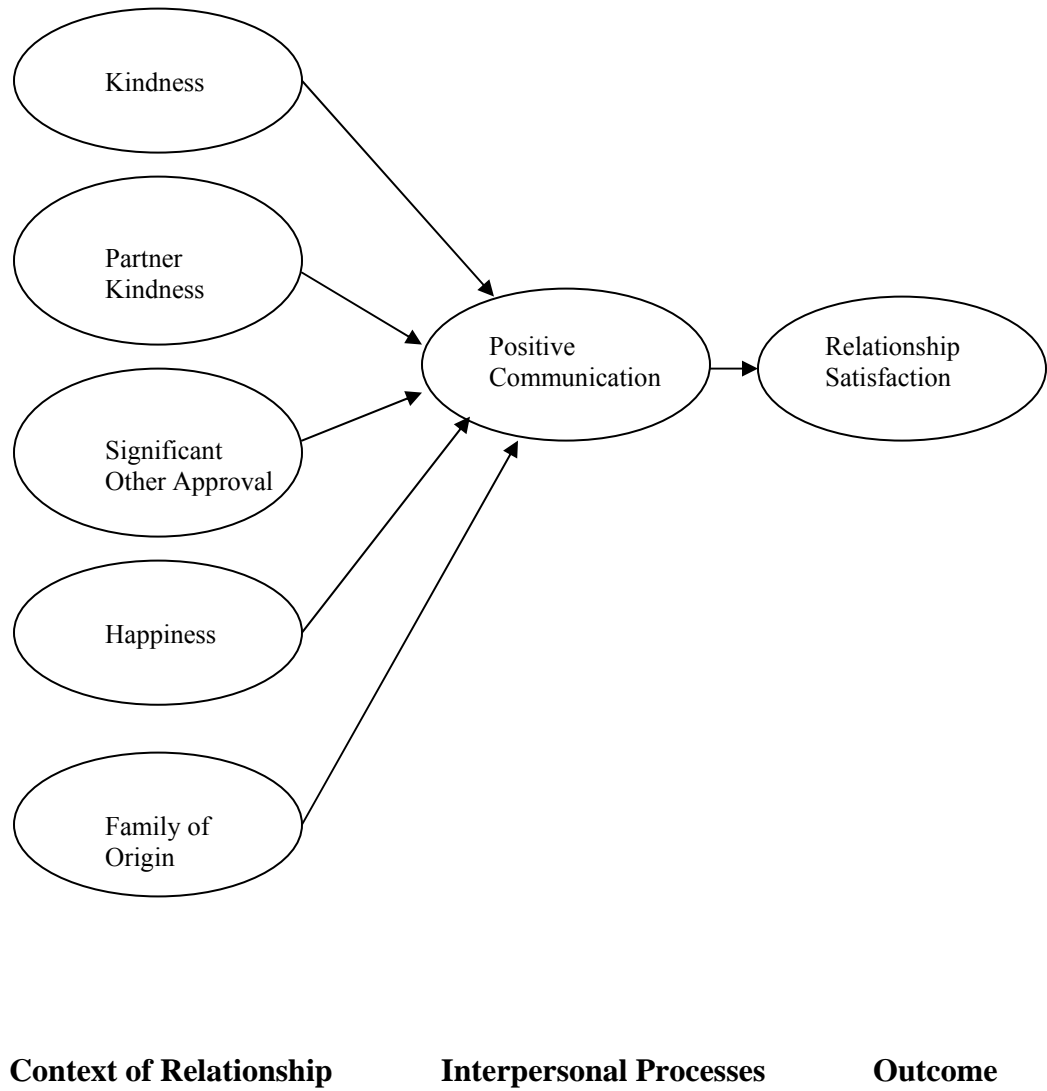 Kindness
Partner
Kindness
Significant
Other Approval
Happiness
Family of
Origin
Positive
Communication
Relationship
Satisfaction
Context of Relationship
Interpersonal Processes
Outcome